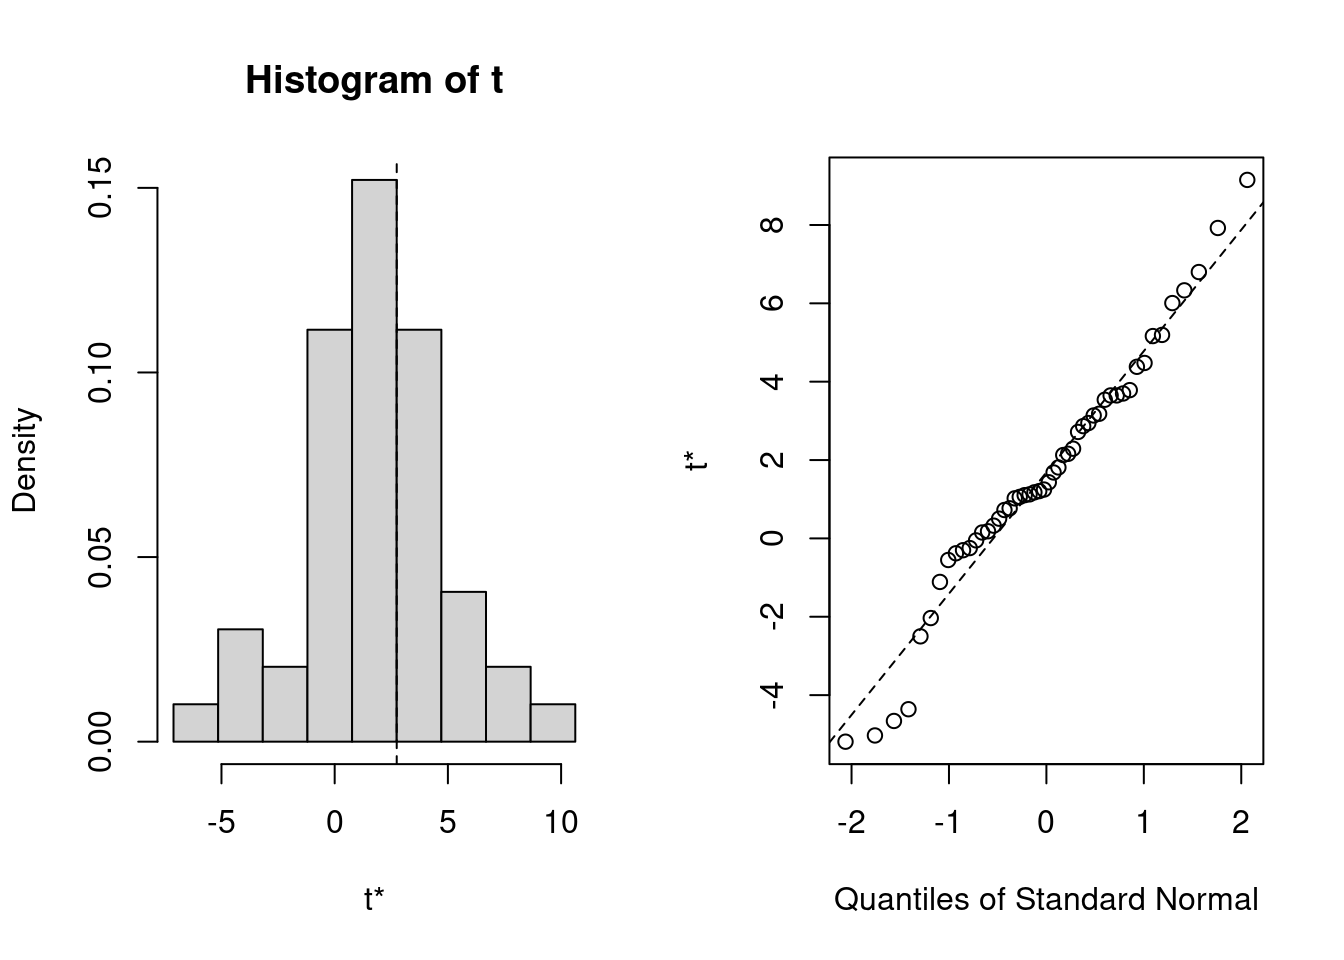 Histogram of t
Density
0.00 0.05 0.10 0.15
-5 0 5 10
t*
t*
-4 -2 0 2 4 6 8
-2 -1 0 1 2
Quantiles of Standard Normal